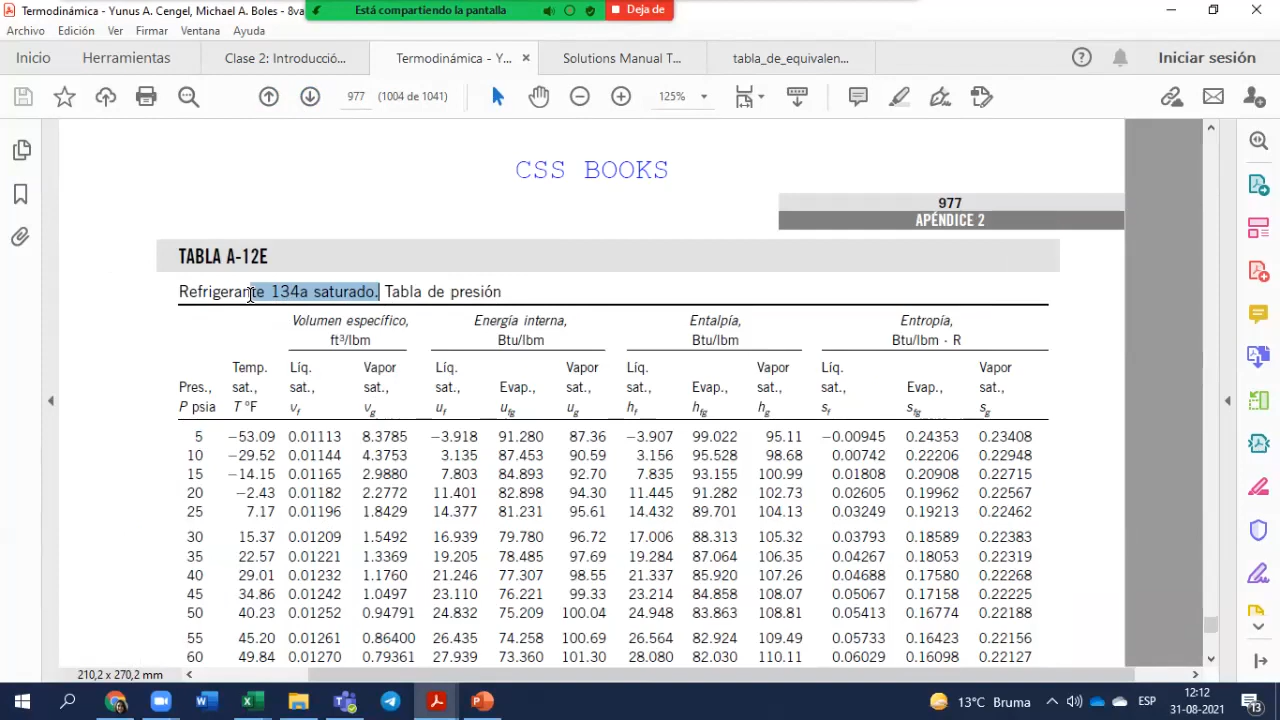 Termodinámica - Yunus A. Cengel, Michael A. Boles - 8va
Está compartiendo la pantalla
Deja de
Archivo Edición Ver Firmar Ventana Ayuda
Inicio Herramientas Clase 2: Introducció... Termodinámica - Y... × Solutions Manual T... tabla_de_equivalen... Iniciar sesión
977 (1004 de 1041) 125%
CSS BOOKS
977
APÉNDICE 2
TABLA A-12E
Refrigerante 134a saturado. Tabla de presión
Volumen específico, Energía interna, Entalpía, Entropía,
ft³/lbm Btu/lbm Btu/lbm Btu/lbm · R
Temp. Líq. Vapor Líq. Vapor Líq. Vapor Líq. Vapor
Pres., sat., sat., sat., sat., Evap., sat., sat., Evap., sat., sat., Evap., sat.,
P psia T °F vf vg uf ufg ug hf hfg hg sf sfg sg
5 −53.09 0.01113 8.3785 −3.918 91.280 87.36 −3.907 99.022 95.11 −0.00945 0.24353 0.23408
10 −29.52 0.01144 4.3753 3.135 87.453 90.59 3.156 95.528 98.68 0.00742 0.22206 0.22948
15 −14.15 0.01165 2.9880 7.803 84.893 92.70 7.835 93.155 100.99 0.01808 0.20908 0.22715
20 −2.43 0.01182 2.2772 11.401 82.898 94.30 11.445 91.282 102.73 0.02605 0.19962 0.22567
25 7.17 0.01196 1.8429 14.377 81.231 95.61 14.432 89.701 104.13 0.03249 0.19213 0.22462
30 15.37 0.01209 1.5492 16.939 79.780 96.72 17.006 88.313 105.32 0.03793 0.18589 0.22383
35 22.57 0.01221 1.3369 19.205 78.485 97.69 19.284 87.064 106.35 0.04267 0.18053 0.22319
40 29.01 0.01232 1.1760 21.246 77.307 98.55 21.337 85.920 107.26 0.04688 0.17580 0.22268
45 34.86 0.01242 1.0497 23.110 76.221 99.33 23.214 84.858 108.07 0.05067 0.17158 0.22225
50 40.23 0.01252 0.94791 24.832 75.209 100.04 24.948 83.863 108.81 0.05413 0.16774 0.22188
55 45.20 0.01261 0.86400 26.435 74.258 100.69 26.564 82.924 109.49 0.05733 0.16423 0.22156
60 49.84 0.01270 0.79361 27.939 73.360 101.30 28.080 82.030 110.11 0.06029 0.16098 0.22127
210,2 x 270,2 mm
13°C Bruma ESP 12:12
31-08-2021 13